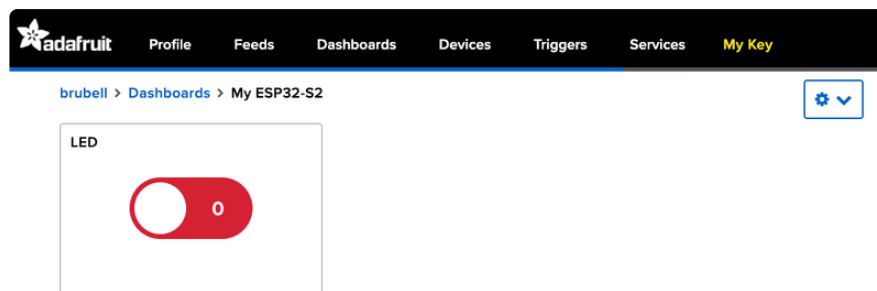 adafruit Profile Feeds Dashboards Devices Triggers Services My Key
brubell > Dashboards > My ESP32-S2
LED
0